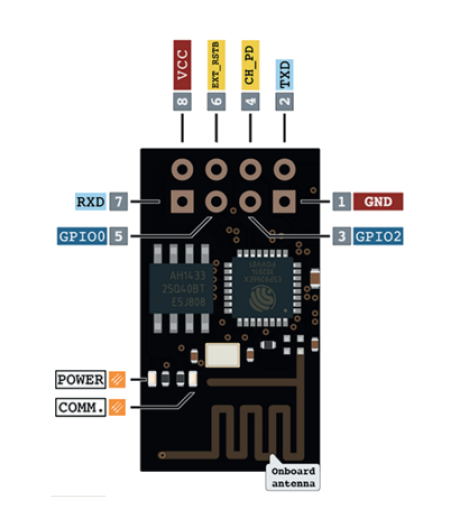 VCC
EXT_RSTB
CH_PD
TXD
8
6
4
2
RXD 7
1 GND
GPIO0 5
3 GPIO2
AH1433
25Q40BT
E5J808
ESP8266EX
POWER
COMM.
Onboard
antenna